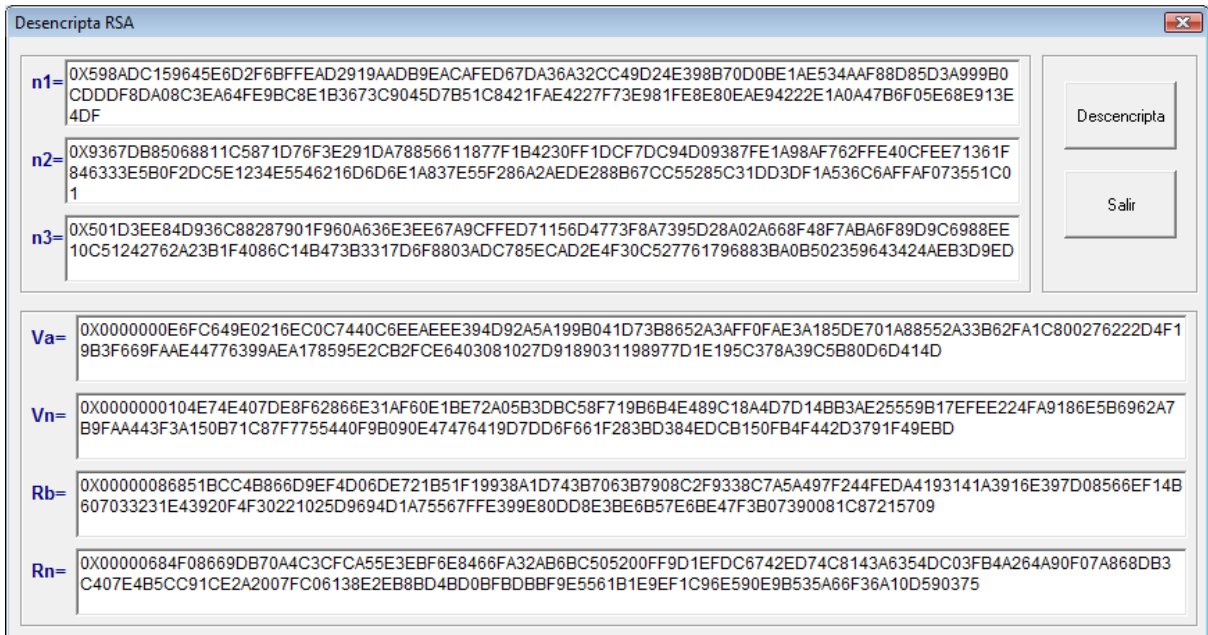 Desencripta RSA
n1= 0X598ADC159645E6D2F6BFFEAD2919AADB9EACAFED67DA36A32CC49D24E398B70D0BE1AE534AAF88D85D3A999B0
CDDDF8DA08C3EA64FE9BC8E1B3673C9045D7B51C8421FAE4227F73E981FE8E80EAE94222E1A0A47B6F05E68E913E
4DF
Descencripta
n2= 0X9367DB85068811C5871D76F3E291DA78856611877F1B4230FF1DCF7DC94D09387FE1A98AF762FFE40CFEE71361F
846333E5B0F2DC5E1234E5546216D6D6E1A837E55F286A2AEDE288B67CC55285C31DD3DF1A536C6AFFAF073551C0
1
Salir
n3= 0X501D3EE84D936C88287901F960A636E3EE67A9CFFED71156D4773F8A7395D28A02A668F48F7ABA6F89D9C6988EE
10C51242762A23B1F4086C14B473B3317D6F8803ADC785ECAD2E4F30C527761796883BA0B502359643424AEB3D9ED
Va= 0X0000000E6FC649E0216EC0C7440C6EEAEEE394D92A5A199B041D73B8652A3AFF0FAE3A185DE701A88552A33B62FA1C800276222D4F1
9B3F669FAAE44776399AEA178595E2CB2FCE6403081027D9189031198977D1E195C378A39C5B80D6D414D
Vn= 0X0000000104E74E407DE8F62866E31AF60E1BE72A05B3DBC58F719B6B4E489C18A4D7D14BB3AE25559B17EFEE224FA9186E5B6962A7
B9FAA443F3A150B71C87F7755440F9B090E47476419D7DD6F661F283BD384EDCB150FB4F442D3791F49EBD
Rb= 0X00000086851BCC4B866D9EF4D06DE721B51F19938A1D743B7063B7908C2F9338C7A5A497F244FEDA4193141A3916E397D08566EF14B
607033231E43920F4F30221025D9694D1A75567FFE399E80DD8E3BE6B57E6BE47F3B07390081C87215709
Rn= 0X00000684F08669DB70A4C3CFCA55E3EBF6E8466FA32AB6BC505200FF9D1EFDC6742ED74C8143A6354DC03FB4A264A90F07A868DB3
C407E4B5CC91CE2A2007FC06138E2EB8BD4BD0BFBDBBF9E5561B1E9EF1C96E590E9B535A66F36A10D590375